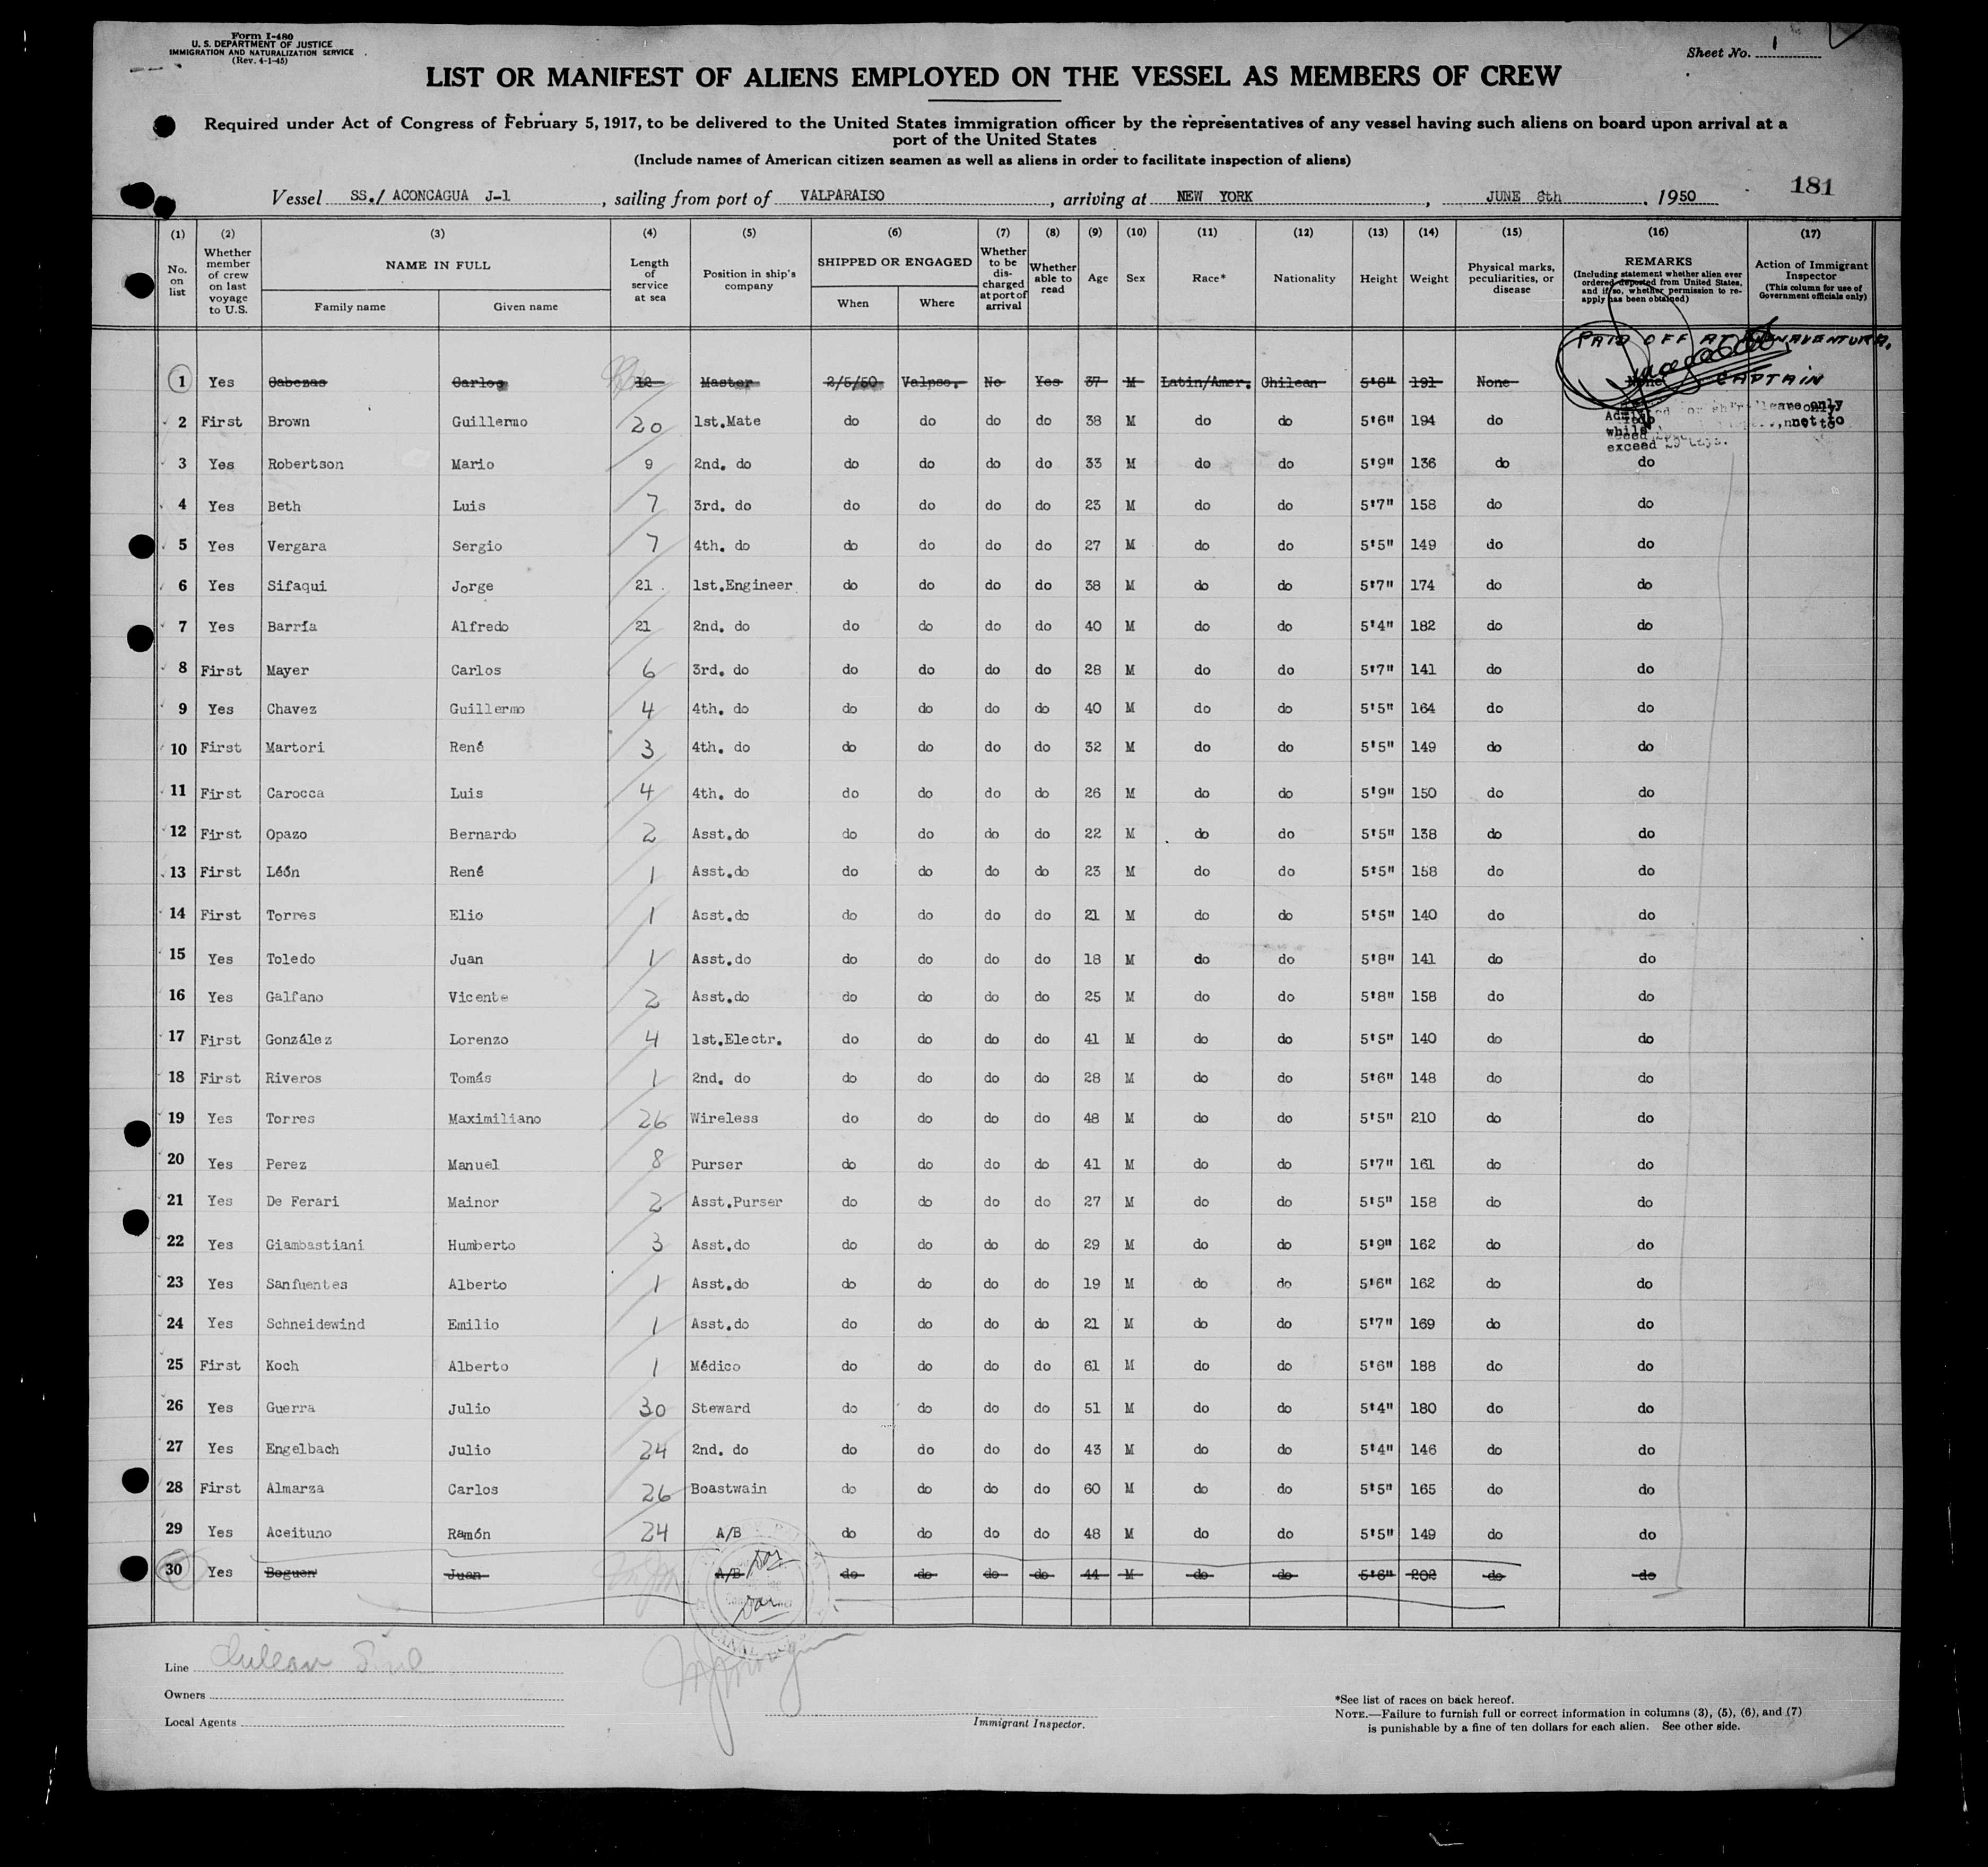 Form I-480
U. S. DEPARTMENT OF JUSTICE
IMMIGRATION AND NATURALIZATION SERVICE
(Rev. 4-1-45)
Sheet No. 1
LIST OR MANIFEST OF ALIENS EMPLOYED ON THE VESSEL AS MEMBERS OF CREW
Required under Act of Congress of February 5, 1917, to be delivered to the United States immigration officer by the representatives of any vessel having such aliens on board upon arrival at a
port of the United States
(Include names of American citizen seamen as well as aliens in order to facilitate inspection of aliens)
181
Vessel SS./ ACONCAGUA J-1, sailing from port of VALPARAISO, arriving at NEW YORK, JUNE 8th, 1950
(1) (2) (3) (4) (5) (6) (7) (8) (9) (10) (11) (12) (13) (14) (15) (16) (17)
No. on list
Whether member of crew on last voyage to U.S.
NAME IN FULL
Family name Given name
Length of service at sea
Position in ship's company
SHIPPED OR ENGAGED
When Where
Whether to be discharged at port of arrival
Whether able to read
Age
Sex
Race*
Nationality
Height
Weight
Physical marks, peculiarities, or disease
REMARKS
(Including statement whether alien ever ordered deported from United States, and if so, whether permission to re-apply has been obtained)
Action of Immigrant Inspector
(This column for use of Government officials only)
PAID OFF AT BUENAVENTURA.
CAPTAIN
1 Yes Cabezas Carlos 12 Master 2/5/50 Valpso. No Yes 37 M Latin/Amer. Chilean 5'6" 191 None None
2 First Brown Guillermo 20 1st.Mate do do do do 38 M do do 5'6" 194 do
leave only
while not to
exceed 29 days.
3 Yes Robertson Mario 9 2nd. do do do do do 33 M do do 5'9" 136 do do
4 Yes Beth Luis 7 3rd. do do do do do 23 M do do 5'7" 158 do do
5 Yes Vergara Sergio 7 4th. do do do do do 27 M do do 5'5" 149 do do
6 Yes Sifaqui Jorge 21 1st.Engineer do do do do 38 M do do 5'7" 174 do do
7 Yes Barría Alfredo 21 2nd. do do do do do 40 M do do 5'4" 182 do do
8 First Mayer Carlos 6 3rd. do do do do do 28 M do do 5'7" 141 do do
9 Yes Chavez Guillermo 4 4th. do do do do do 40 M do do 5'5" 164 do do
10 First Martori René 3 4th. do do do do do 32 M do do 5'5" 149 do do
11 First Carocca Luis 4 4th. do do do do do 26 M do do 5'9" 150 do do
12 First Opazo Bernardo 2 Asst.do do do do do 22 M do do 5'5" 138 do do
13 First Léón René 1 Asst.do do do do do 23 M do do 5'5" 158 do do
14 First Torres Elio 1 Asst.do do do do do 21 M do do 5'5" 140 do do
15 Yes Toledo Juan 1 Asst.do do do do do 18 M do do 5'8" 141 do do
16 Yes Galfano Vicente 2 Asst.do do do do do 25 M do do 5'8" 158 do do
17 First González Lorenzo 4 1st.Electr. do do do do 41 M do do 5'5" 140 do do
18 First Riveros Tomás 1 2nd. do do do do do 28 M do do 5'6" 148 do do
19 Yes Torres Maximiliano 26 Wireless do do do do 48 M do do 5'5" 210 do do
20 Yes Perez Manuel 8 Purser do do do do 41 M do do 5'7" 161 do do
21 Yes De Ferari Mainor 2 Asst.Purser do do do do 27 M do do 5'5" 158 do do
22 Yes Giambastiani Humberto 3 Asst.do do do do do 29 M do do 5'9" 162 do do
23 Yes Sanfuentes Alberto 1 Asst.do do do do do 19 M do do 5'6" 162 do do
24 Yes Schneidewind Emilio 1 Asst.do do do do do 21 M do do 5'7" 169 do do
25 First Koch Alberto 1 Médico do do do do 61 M do do 5'6" 188 do do
26 Yes Guerra Julio 30 Steward do do do do 51 M do do 5'4" 180 do do
27 Yes Engelbach Julio 24 2nd. do do do do do 43 M do do 5'4" 146 do do
28 First Almarza Carlos 26 Boastwain do do do do 60 M do do 5'5" 165 do do
29 Yes Aceituno Ramón 24 A/B do do do do 48 M do do 5'5" 149 do do
30 Yes Boguen Juan A/B do do do do 44 M do do 5'6" 202 do do
Line Chilean Line
Owners
Local Agents
Immigrant Inspector.
*See list of races on back hereof.
NOTE.—Failure to furnish full or correct information in columns (3), (5), (6), and (7)
is punishable by a fine of ten dollars for each alien. See other side.